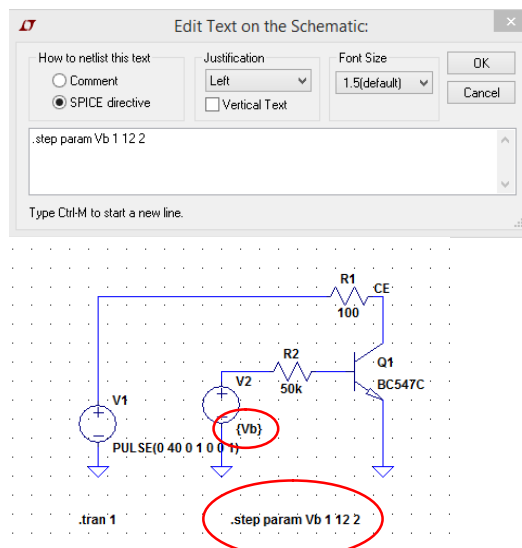 Edit Text on the Schematic:
How to netlist this text
Comment
SPICE directive
Justification
Left
Vertical Text
Font Size
1.5(default)
OK
Cancel
.step param Vb 1 12 2
Type Ctrl-M to start a new line.
R1
CE
100
R2
50k
Q1
BC547C
V1
V2
{Vb}
PULSE(0 40 0 1 0 0 1)
.tran 1
.step param Vb 1 12 2